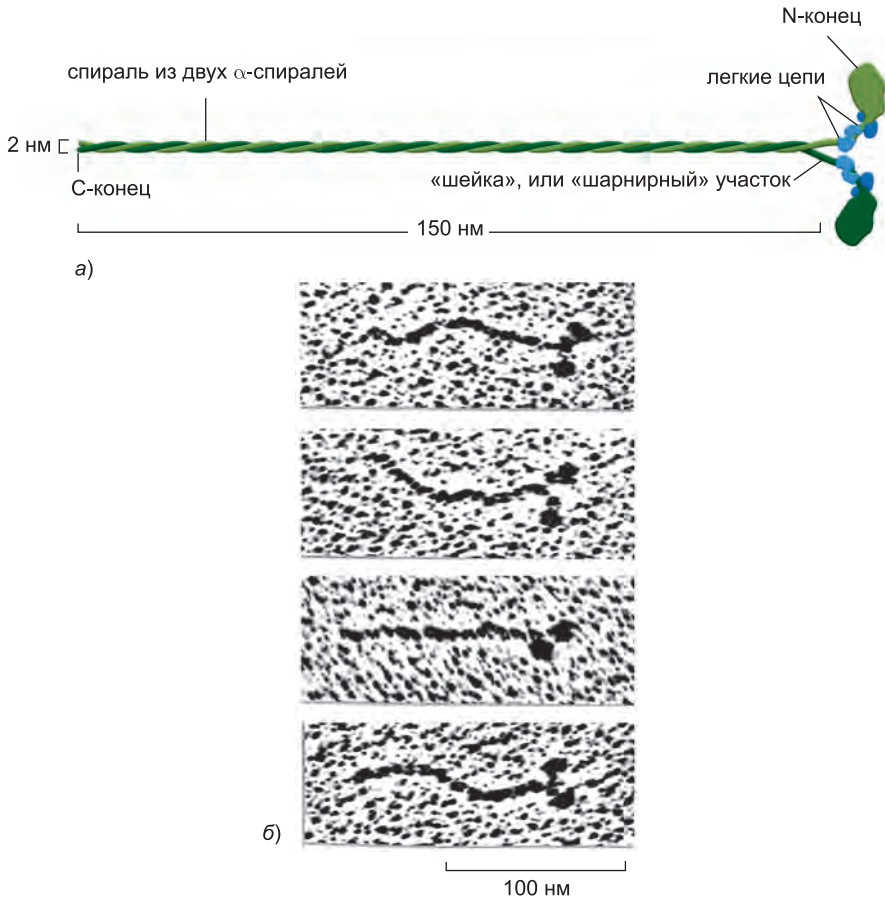 N-конец
спираль из двух α-спиралей
легкие цепи
2 нм
C-конец
«шейка», или «шарнирный» участок
150 нм
а)
б)
100 нм